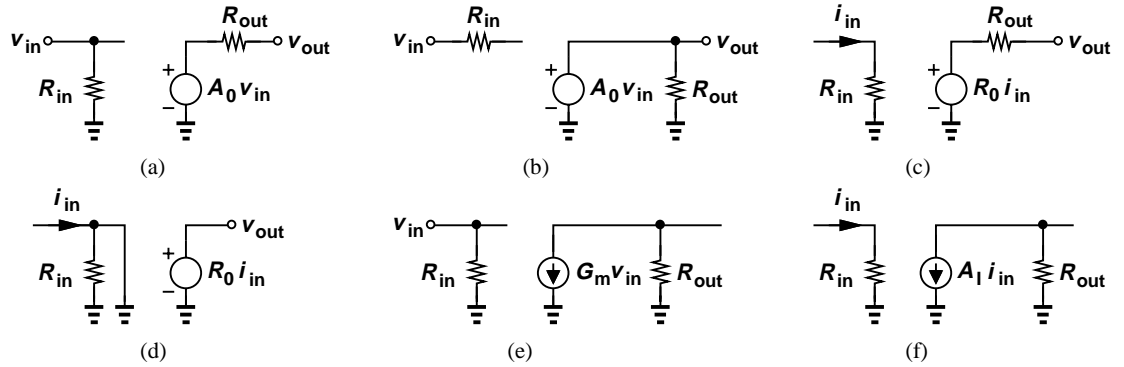 v_in R_in + − A_0 v_in R_out v_out
(a)
v_in R_in + − A_0 v_in R_out v_out
(b)
i_in R_in + − R_0 i_in R_out v_out
(c)
i_in R_in + − R_0 i_in v_out
(d)
v_in R_in G_m v_in R_out
(e)
i_in R_in A_I i_in R_out
(f)